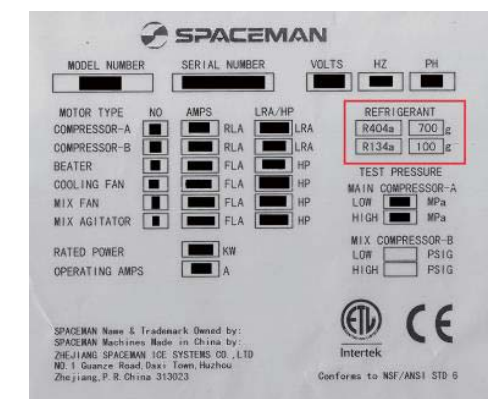 SPACEMAN
MODEL NUMBER SERIAL NUMBER VOLTS HZ PH
MOTOR TYPE NO AMPS LRA/HP
COMPRESSOR-A RLA LRA
COMPRESSOR-B RLA LRA
BEATER FLA HP
COOLING FAN FLA HP
MIX FAN FLA HP
MIX AGITATOR FLA HP
RATED POWER KW
OPERATING AMPS A
REFRIGERANT
R404a 700 g
R134a 100 g
TEST PRESSURE
MAIN COMPRESSOR-A
LOW MPa
HIGH MPa
MIX COMPRESSOR-B
LOW PSIG
HIGH PSIG
SPACEMAN Name & Trademark Owned by:
SPACEMAN Machines Made in China by:
ZHEJIANG SPACEMAN ICE SYSTEMS CO.,LTD
NO.1 Guanze Road,Daxi Town,Huzhou
Zhejiang,P.R.China 313023
ETL
Intertek
CE
Conforms to NSF/ANSI STD 6